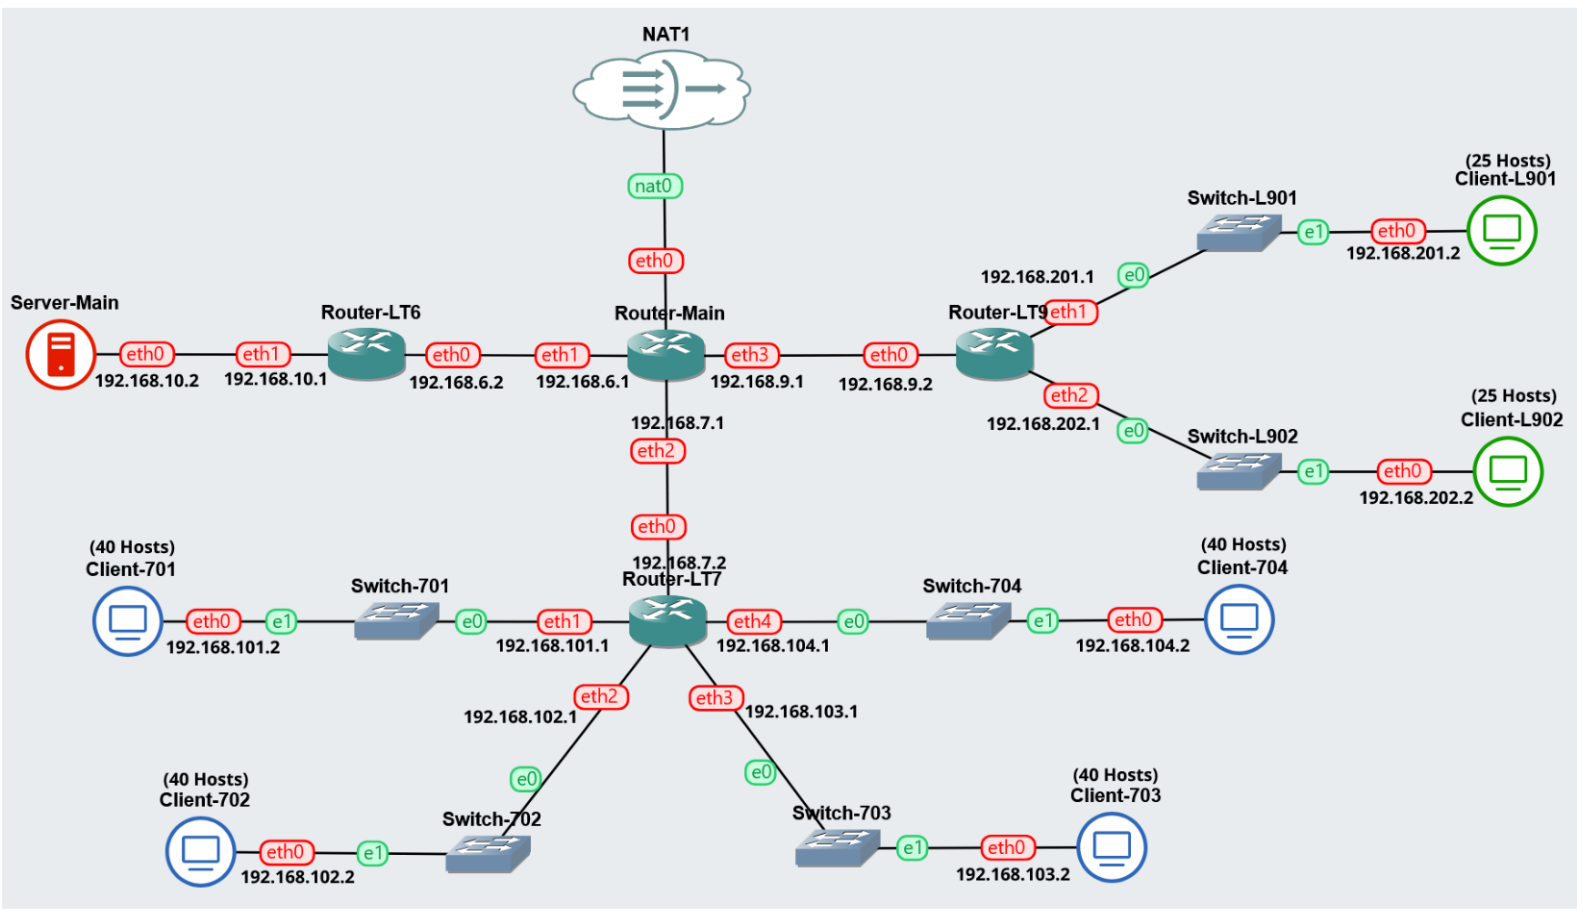 NAT1
nat0
eth0
Server-Main
Router-LT6
Router-Main
Router-LT9
eth0
eth1
eth0
eth1
eth3
eth0
192.168.10.2
192.168.10.1
192.168.6.2
192.168.6.1
192.168.9.1
192.168.9.2
(25 Hosts)
Client-L901
Switch-L901
e1
eth0
192.168.201.2
192.168.201.1
e0
eth1
eth2
192.168.202.1
e0
(25 Hosts)
Client-L902
Switch-L902
e1
eth0
192.168.202.2
192.168.7.1
eth2
eth0
192.168.7.2
Router-LT7
(40 Hosts)
Client-701
Switch-701
eth0
e1
e0
eth1
192.168.101.2
192.168.101.1
(40 Hosts)
Client-704
Switch-704
eth4
e0
e1
eth0
192.168.104.1
192.168.104.2
eth2
192.168.102.1
e0
eth3
192.168.103.1
e0
(40 Hosts)
Client-702
Switch-702
eth0
e1
192.168.102.2
(40 Hosts)
Client-703
Switch-703
e1
eth0
192.168.103.2